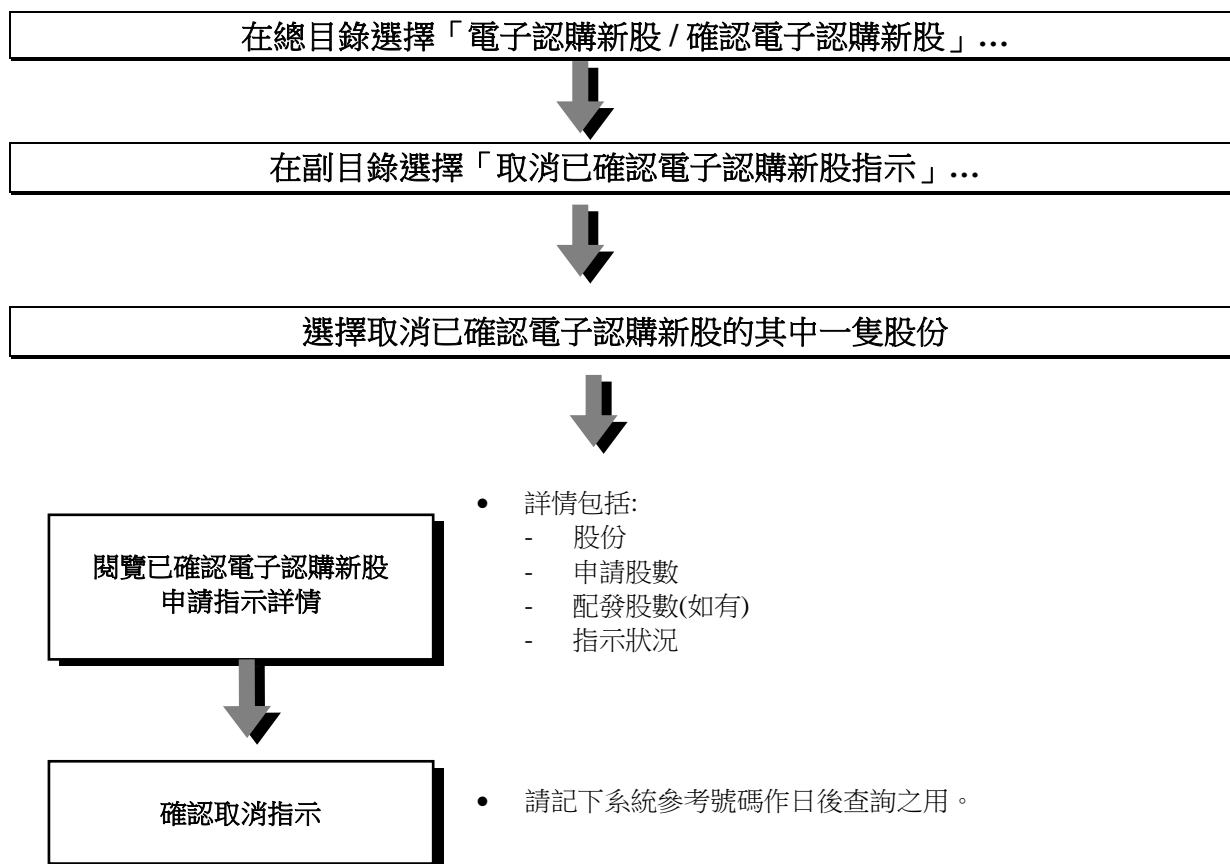 在總目錄選擇「電子認購新股 / 確認電子認購新股」...
在副目錄選擇「取消已確認電子認購新股指示」...
選擇取消已確認電子認購新股的其中一隻股份
• 詳情包括:
- 股份
- 申請股數
- 配發股數(如有)
- 指示狀況
閱覽已確認電子認購新股
申請指示詳情
確認取消指示
• 請記下系統參考號碼作日後查詢之用。